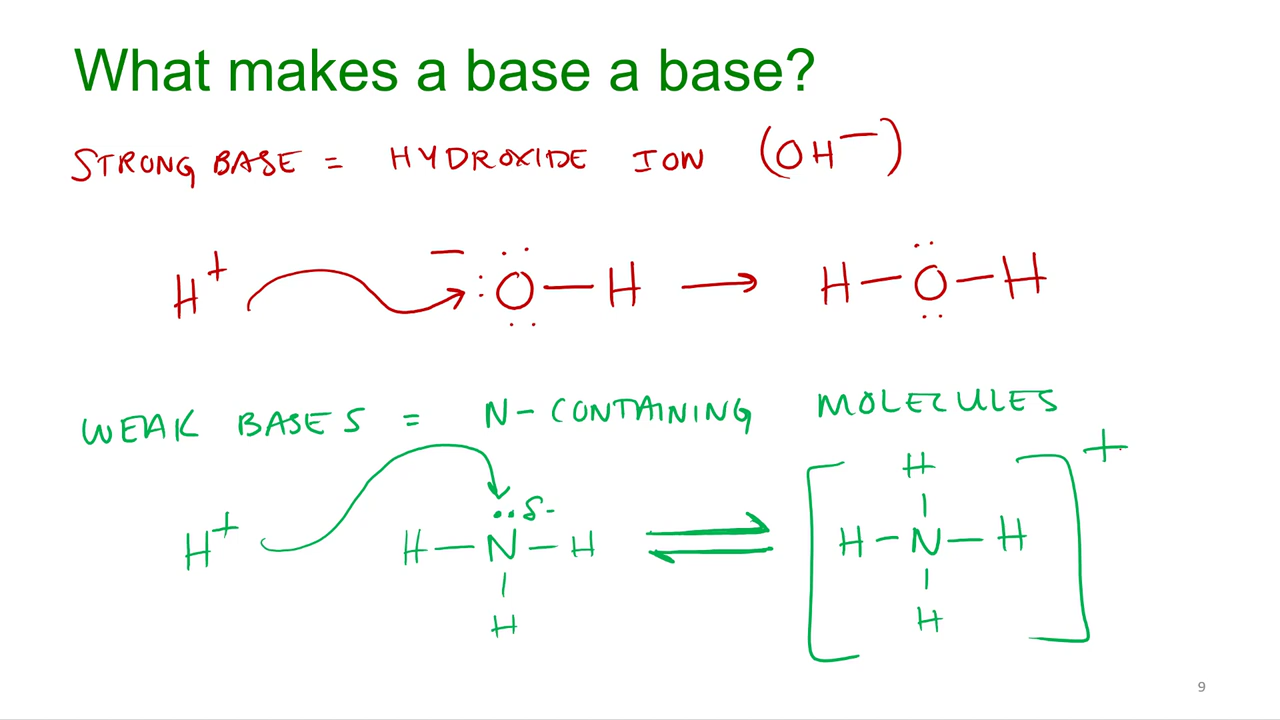 What makes a base a base?
STRONG BASE = HYDROXIDE ION (OH⁻)
H⁺ ⁻:Ö̤—H → H—Ö̤—H
WEAK BASES = N-CONTAINING MOLECULES
H +
H⁺ ··δ- H—N—H ⇌ [H—N—H]
H H
9